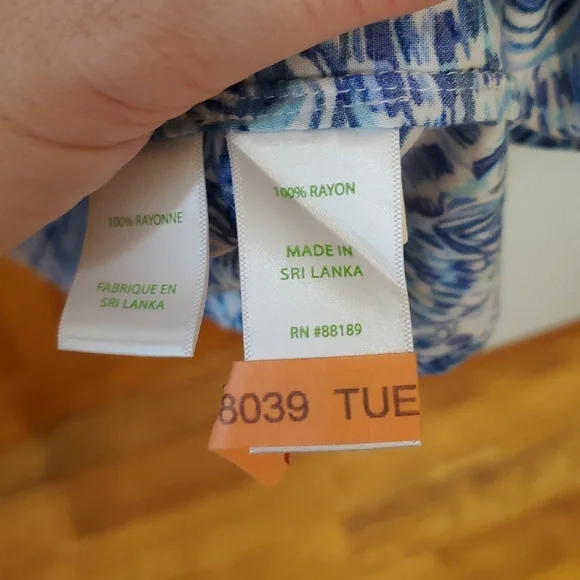 100% RAYONNE
FABRIQUE EN
SRI LANKA
100% RAYON
MADE IN
SRI LANKA
RN #88189
8039 TUE